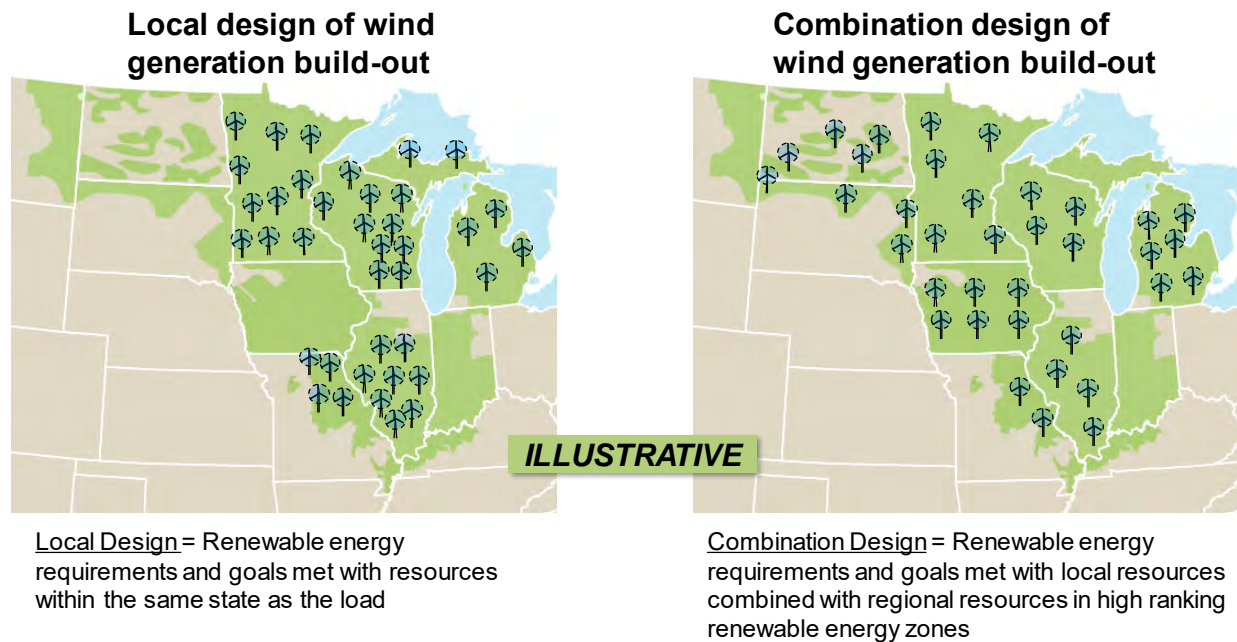 Local design of wind
generation build-out
Combination design of
wind generation build-out
ILLUSTRATIVE
Local Design = Renewable energy
requirements and goals met with resources
within the same state as the load
Combination Design = Renewable energy
requirements and goals met with local resources
combined with regional resources in high ranking
renewable energy zones